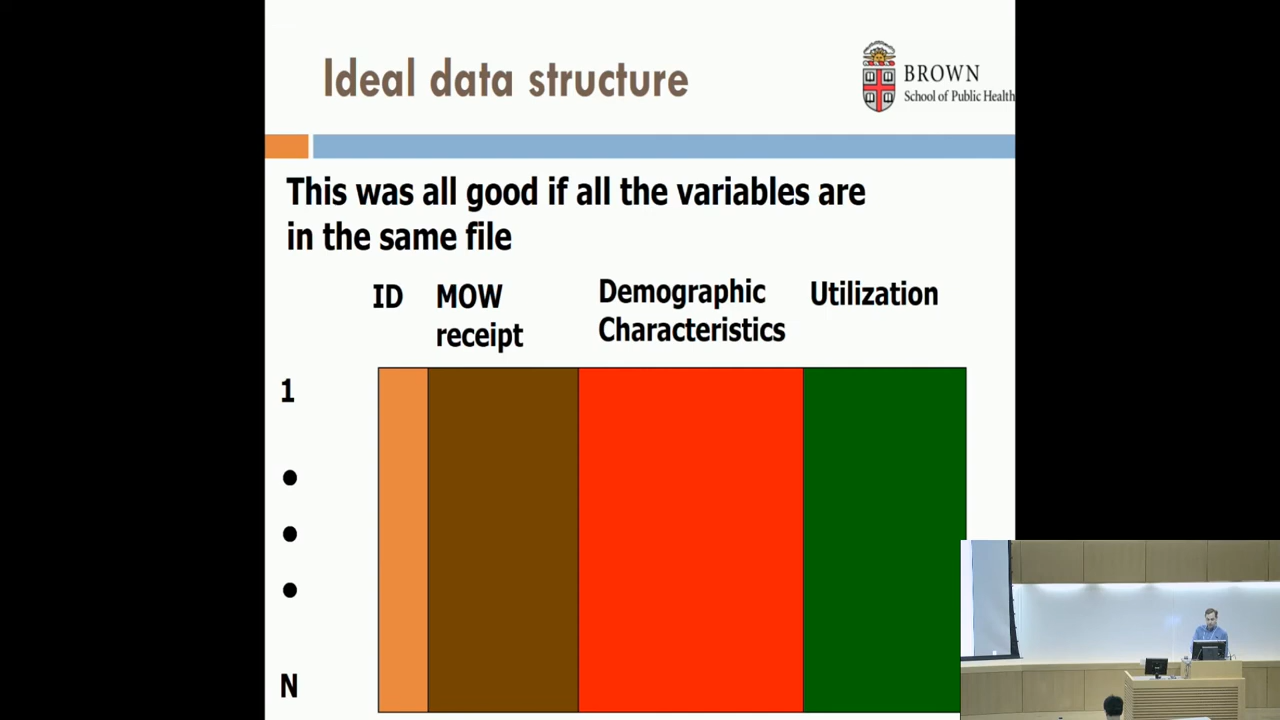 Ideal data structure
BROWN
School of Public Health
This was all good if all the variables are
in the same file
ID
MOW
receipt
Demographic
Characteristics
Utilization
1
•
•
•
N